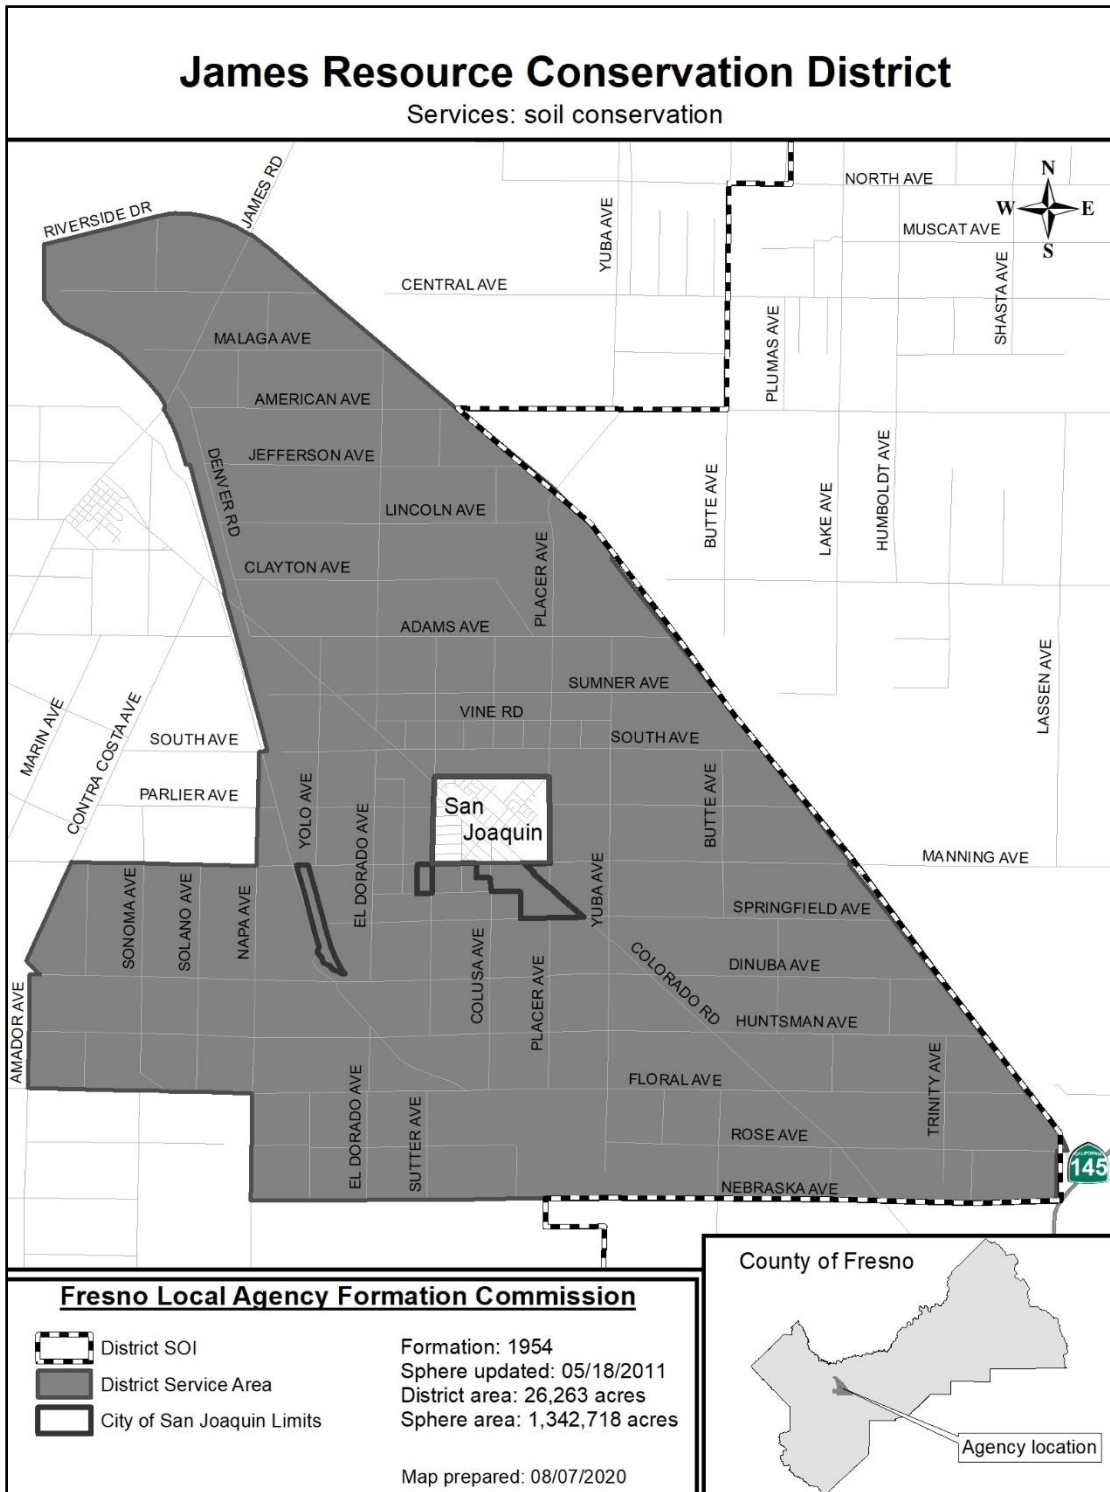 James Resource Conservation District
Services: soil conservation
NORTH AVE
N
W E
S
RIVERSIDE DR
JAMES RD
YUBA AVE
MUSCAT AVE
SHASTA AVE
CENTRAL AVE
PLUMAS AVE
MALAGA AVE
AMERICAN AVE
JEFFERSON AVE
DENVER RD
LINCOLN AVE
BUTTE AVE
LAKE AVE
HUMBOLDT AVE
CLAYTON AVE
PLACER AVE
ADAMS AVE
SUMNER AVE
LASSEN AVE
MARIN AVE
CONTRA COSTA AVE
VINE RD
SOUTH AVE
SOUTH AVE
PARLIER AVE
YOLO AVE
EL DORADO AVE
San
Joaquin
BUTTE AVE
MANNING AVE
SONOMA AVE
SOLANO AVE
NAPA AVE
YUBA AVE
SPRINGFIELD AVE
COLUSA AVE
PLACER AVE
COLORADO RD
DINUBA AVE
AMADOR AVE
HUNTSMAN AVE
EL DORADO AVE
SUTTER AVE
FLORAL AVE
TRINITY AVE
ROSE AVE
CALIFORNIA
145
NEBRASKA AVE
Fresno Local Agency Formation Commission
District SOI
District Service Area
City of San Joaquin Limits
Formation: 1954
Sphere updated: 05/18/2011
District area: 26,263 acres
Sphere area: 1,342,718 acres
Map prepared: 08/07/2020
County of Fresno
Agency location